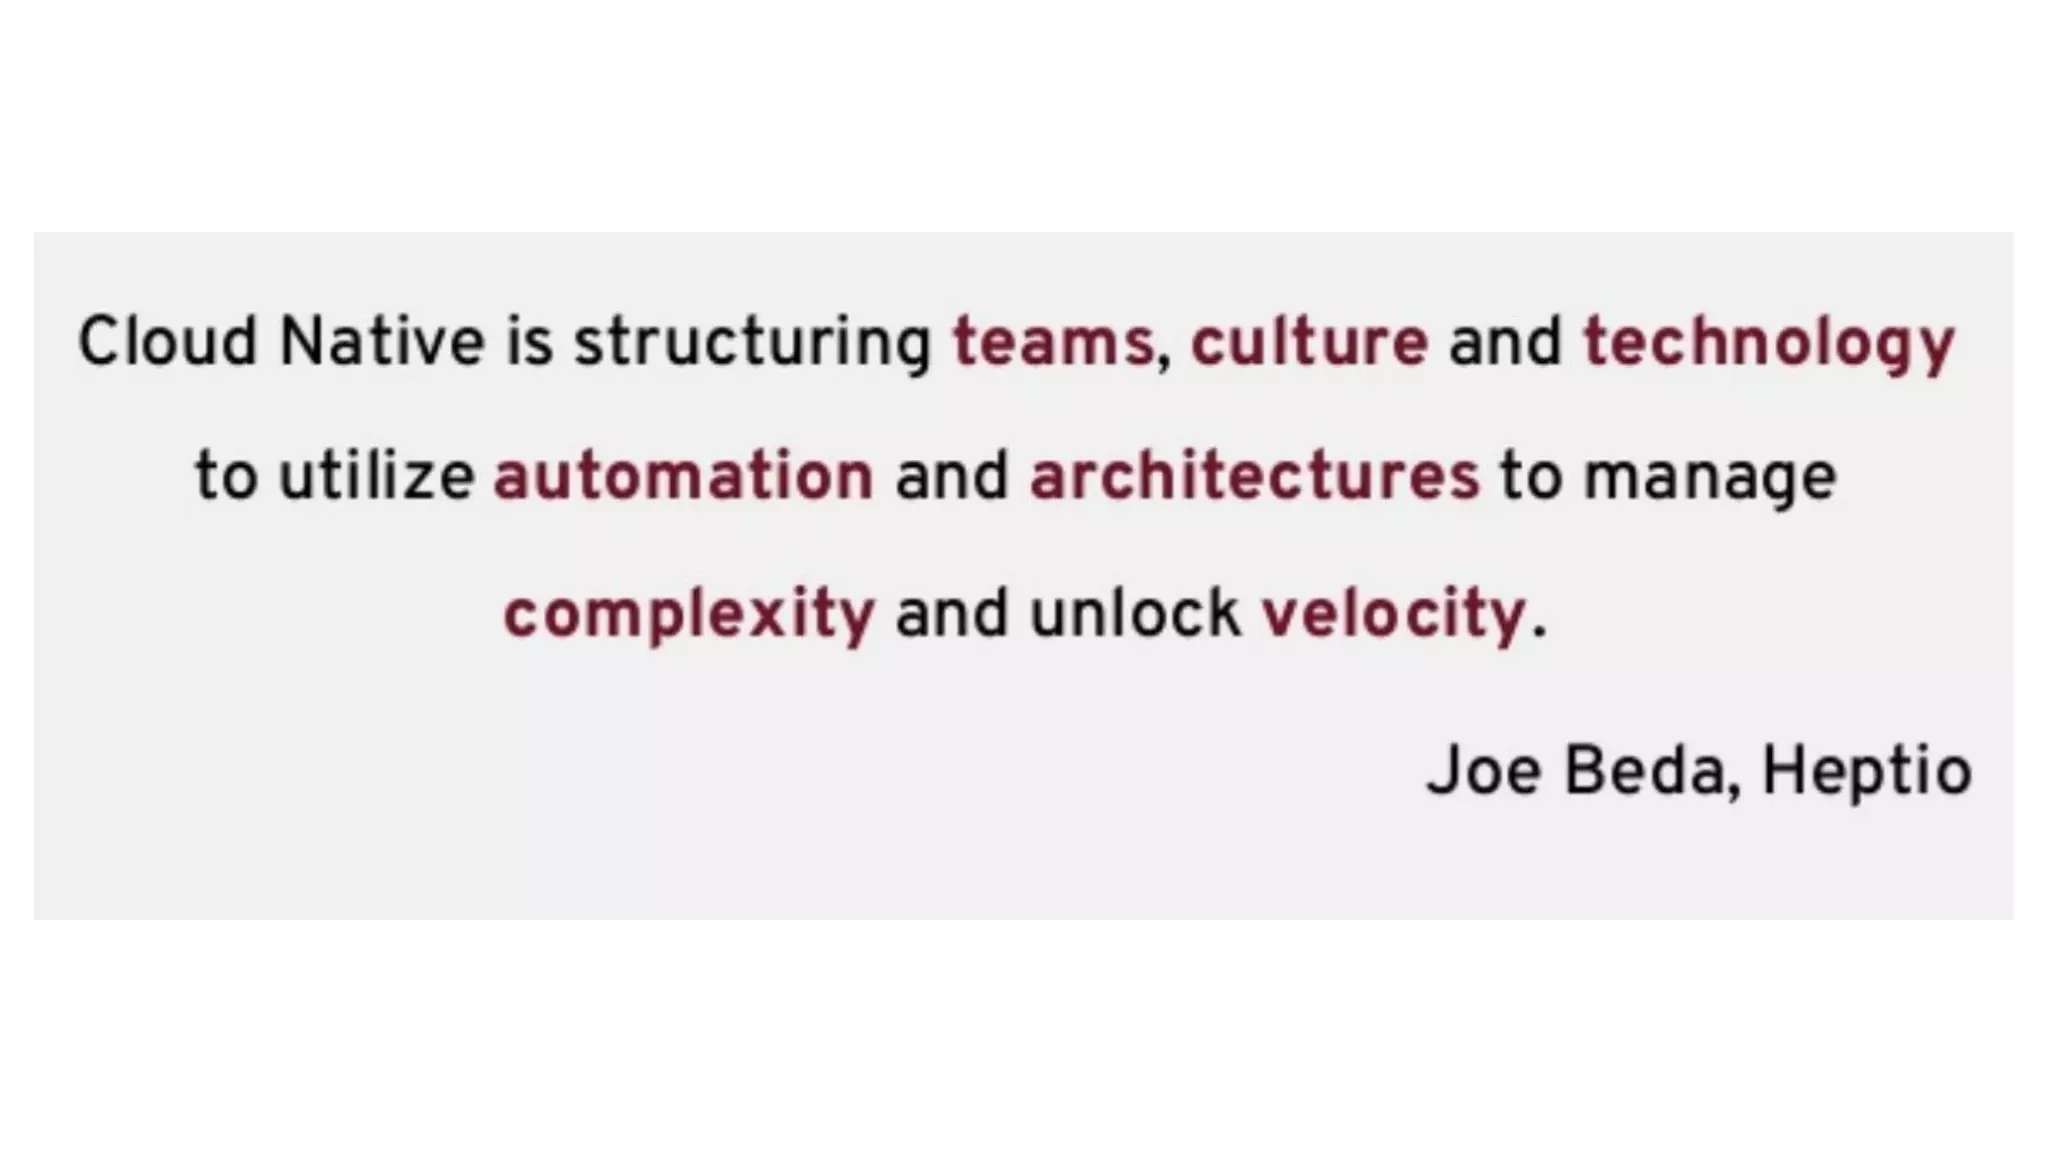 Cloud Native is structuring teams, culture and technology
to utilize automation and architectures to manage
complexity and unlock velocity.
Joe Beda, Heptio